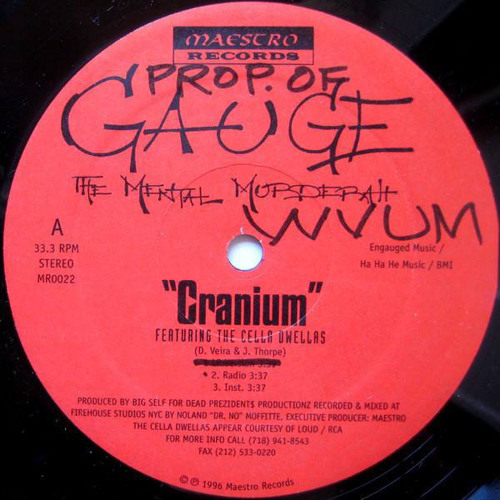 MAESTRO
RECORDS
PROP. OF
GAUGE
THE MENTAL MURDERAH
WVUM
A
33.3 RPM
STEREO
MR0022
Engauged Music /
Ha Ha He Music / BMI
"Cranium"
FEATURING THE CELLA DWELLAS
(D. Veira & J. Thorpe)
2. Radio 3:37
3. Inst. 3:37
PRODUCED BY BIG SELF FOR DEAD PREZIDENT$ PRODUCTIONZ RECORDED & MIXED AT
FIREHOUSE STUDIOS NYC BY NOLAND "DR. NO" MOFFITTE, EXECUTIVE PRODUCER: MAESTRO
THE CELLA DWELLAS APPEAR COURTESY OF LOUD / RCA
FOR MORE INFO CALL (718) 941-8543
FAX (212) 533-0220
© ℗ 1996 Maestro Records